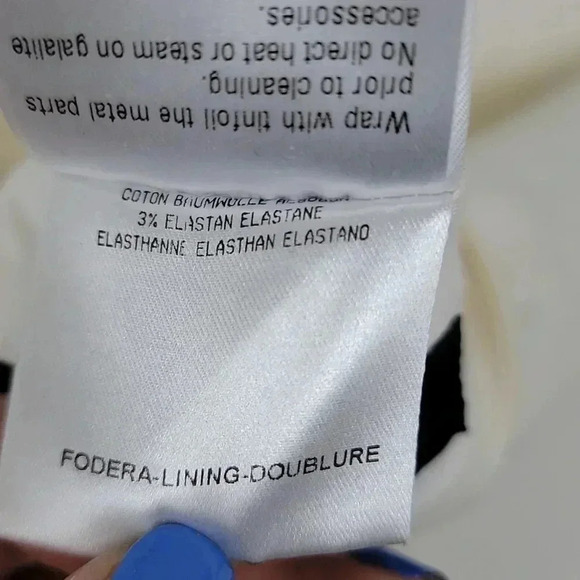 Wrap with tinfoil the metal parts
prior to cleaning.
No direct heat or steam on galalite
accessories.
COTON BAUMWOLLE ALGODON
3% ELASTAN ELASTANE
ELASTHANNE ELASTHAN ELASTANO
FODERA-LINING-DOUBLURE